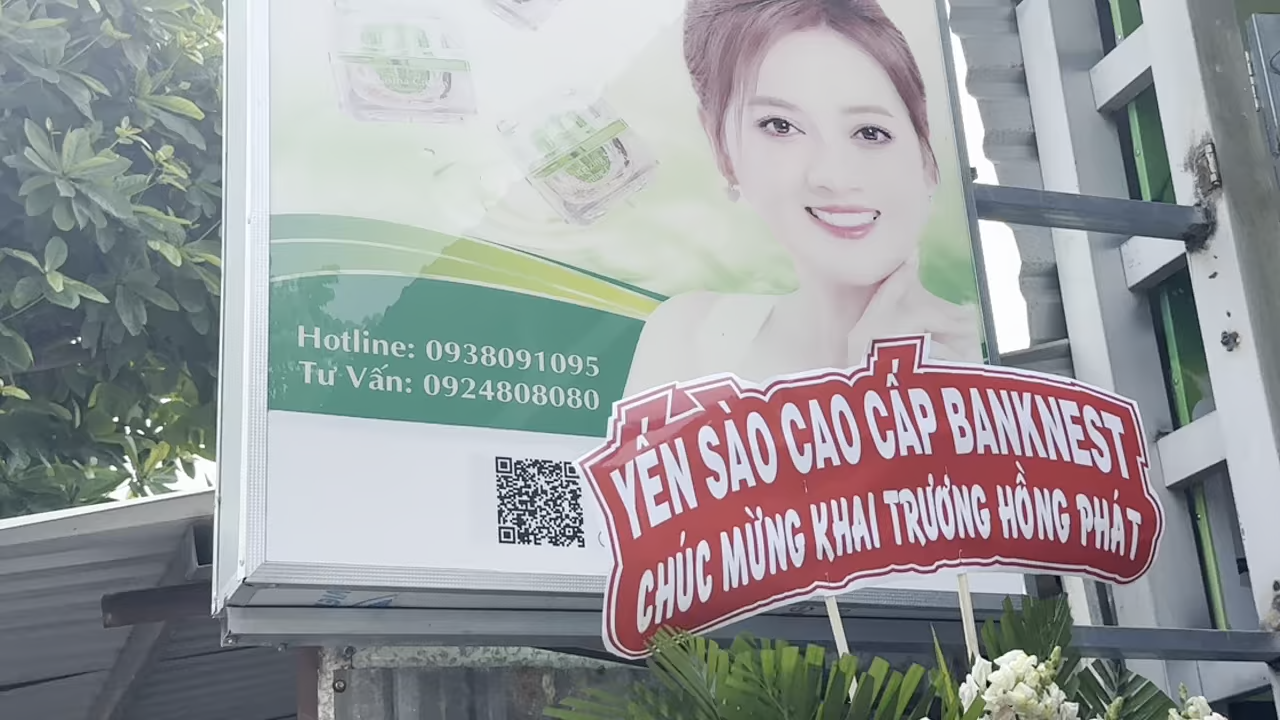 Hotline: 0938091095
Tư Vấn: 0924808080
YẾN SÀO CAO CẤP BANKNEST
CHÚC MỪNG KHAI TRƯƠNG HỒNG PHÁT